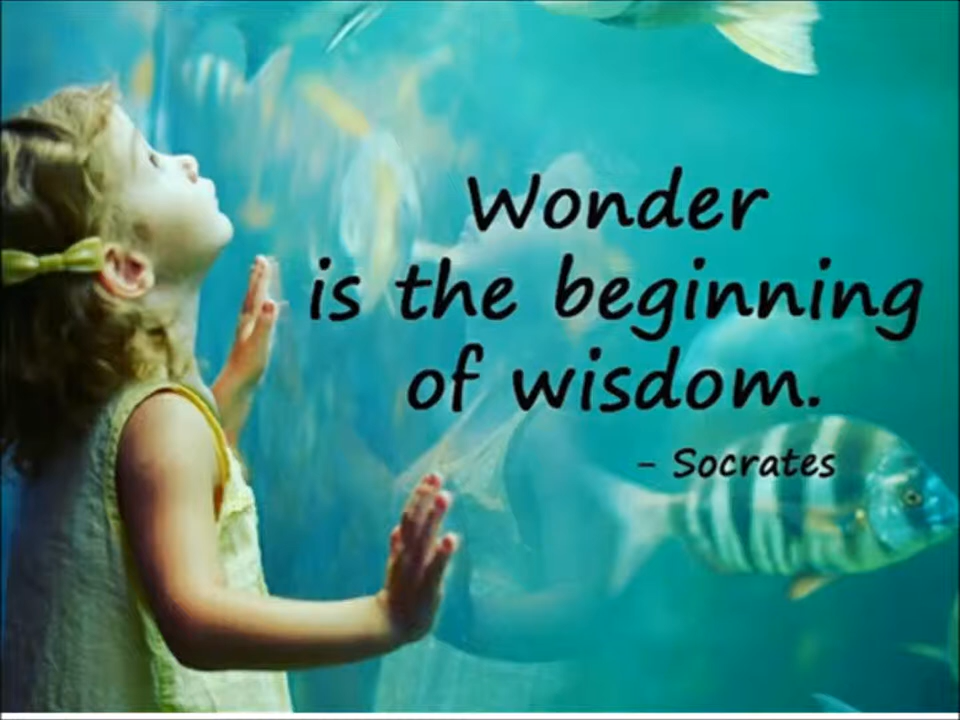 Wonder
is the beginning
of wisdom.
- Socrates